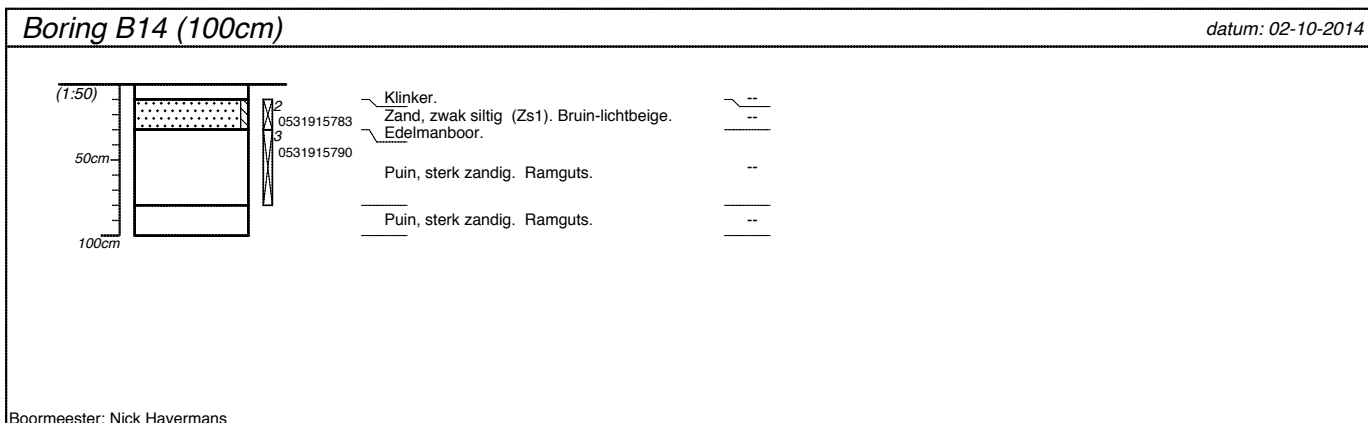 Boring B14 (100cm)
datum: 02-10-2014
(1:50)
50cm
100cm
2
0531915783
3
0531915790
Klinker. --
Zand, zwak siltig (Zs1). Bruin-lichtbeige. --
Edelmanboor.
Puin, sterk zandig. Ramguts. --
Puin, sterk zandig. Ramguts. --
Boormeester: Nick Havermans